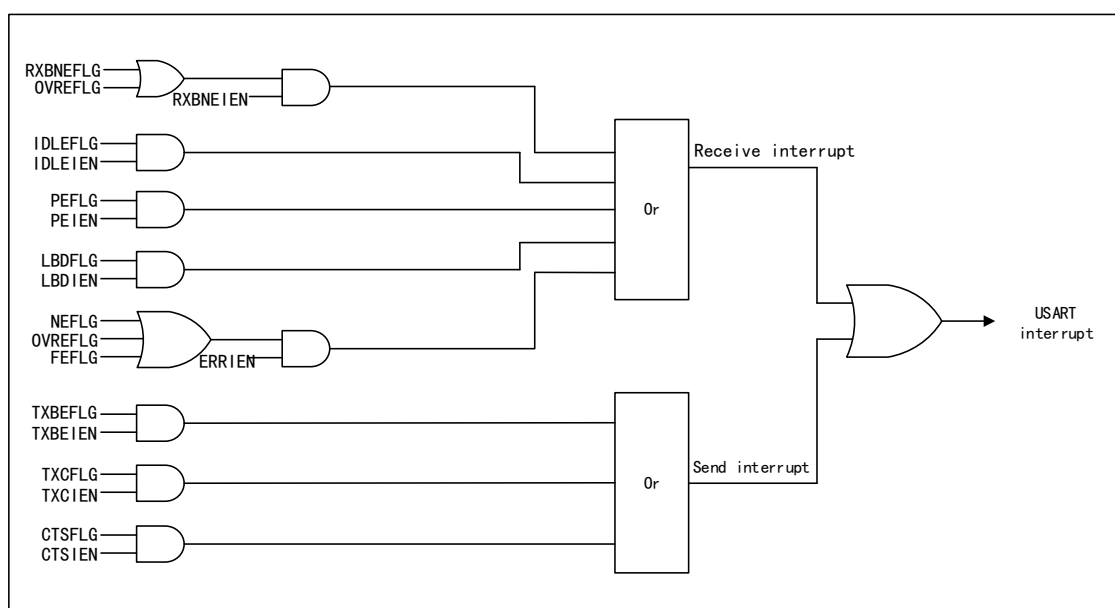 RXBNEFLG
OVREFLG
RXBNEIEN
IDLEFLG
IDLEIEN
PEFLG
PEIEN
LBDFLG
LBDIEN
NEFLG
OVREFLG
FEFLG
ERRIEN
Or
Receive interrupt
TXBEFLG
TXBEIEN
TXCFLG
TXCIEN
CTSFLG
CTSIEN
Or
Send interrupt
USART
interrupt